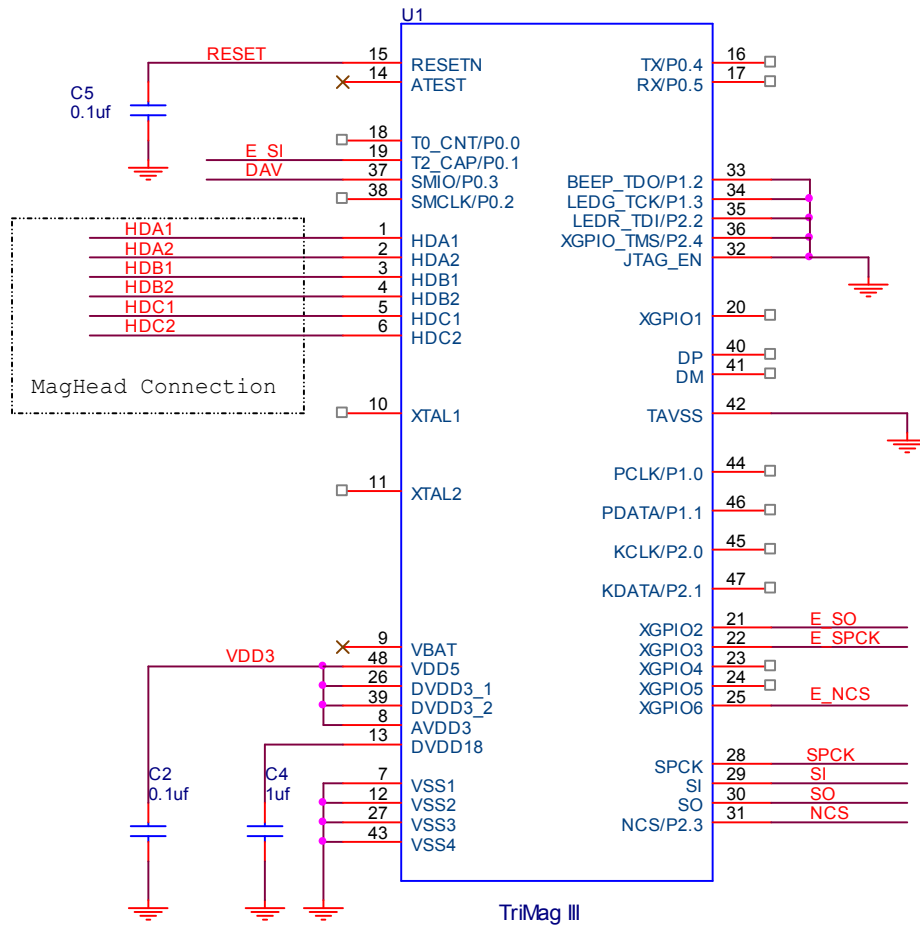 U1
RESET 15 RESETN
14 ATEST
C5
0.1uf
18 T0_CNT/P0.0
E_SI 19 T2_CAP/P0.1
DAV 37 SMIO/P0.3
38 SMCLK/P0.2
HDA1 1 HDA1
HDA2 2 HDA2
HDB1 3 HDB1
HDB2 4 HDB2
HDC1 5 HDC1
HDC2 6 HDC2
MagHead Connection
10 XTAL1
11 XTAL2
9 VBAT
VDD3 48 VDD5
26 DVDD3_1
39 DVDD3_2
8 AVDD3
13 DVDD18
C2
0.1uf
C4
1uf
7 VSS1
12 VSS2
27 VSS3
43 VSS4
TX/P0.4 16
RX/P0.5 17
BEEP_TDO/P1.2 33
LEDG_TCK/P1.3 34
LEDR_TDI/P2.2 35
XGPIO_TMS/P2.4 36
JTAG_EN 32
XGPIO1 20
DP 40
DM 41
TAVSS 42
PCLK/P1.0 44
PDATA/P1.1 46
KCLK/P2.0 45
KDATA/P2.1 47
XGPIO2 21 E_SO
XGPIO3 22 E_SPCK
XGPIO4 23
XGPIO5 24
XGPIO6 25 E_NCS
SPCK 28 SPCK
SI 29 SI
SO 30 SO
NCS/P2.3 31 NCS
TriMag III